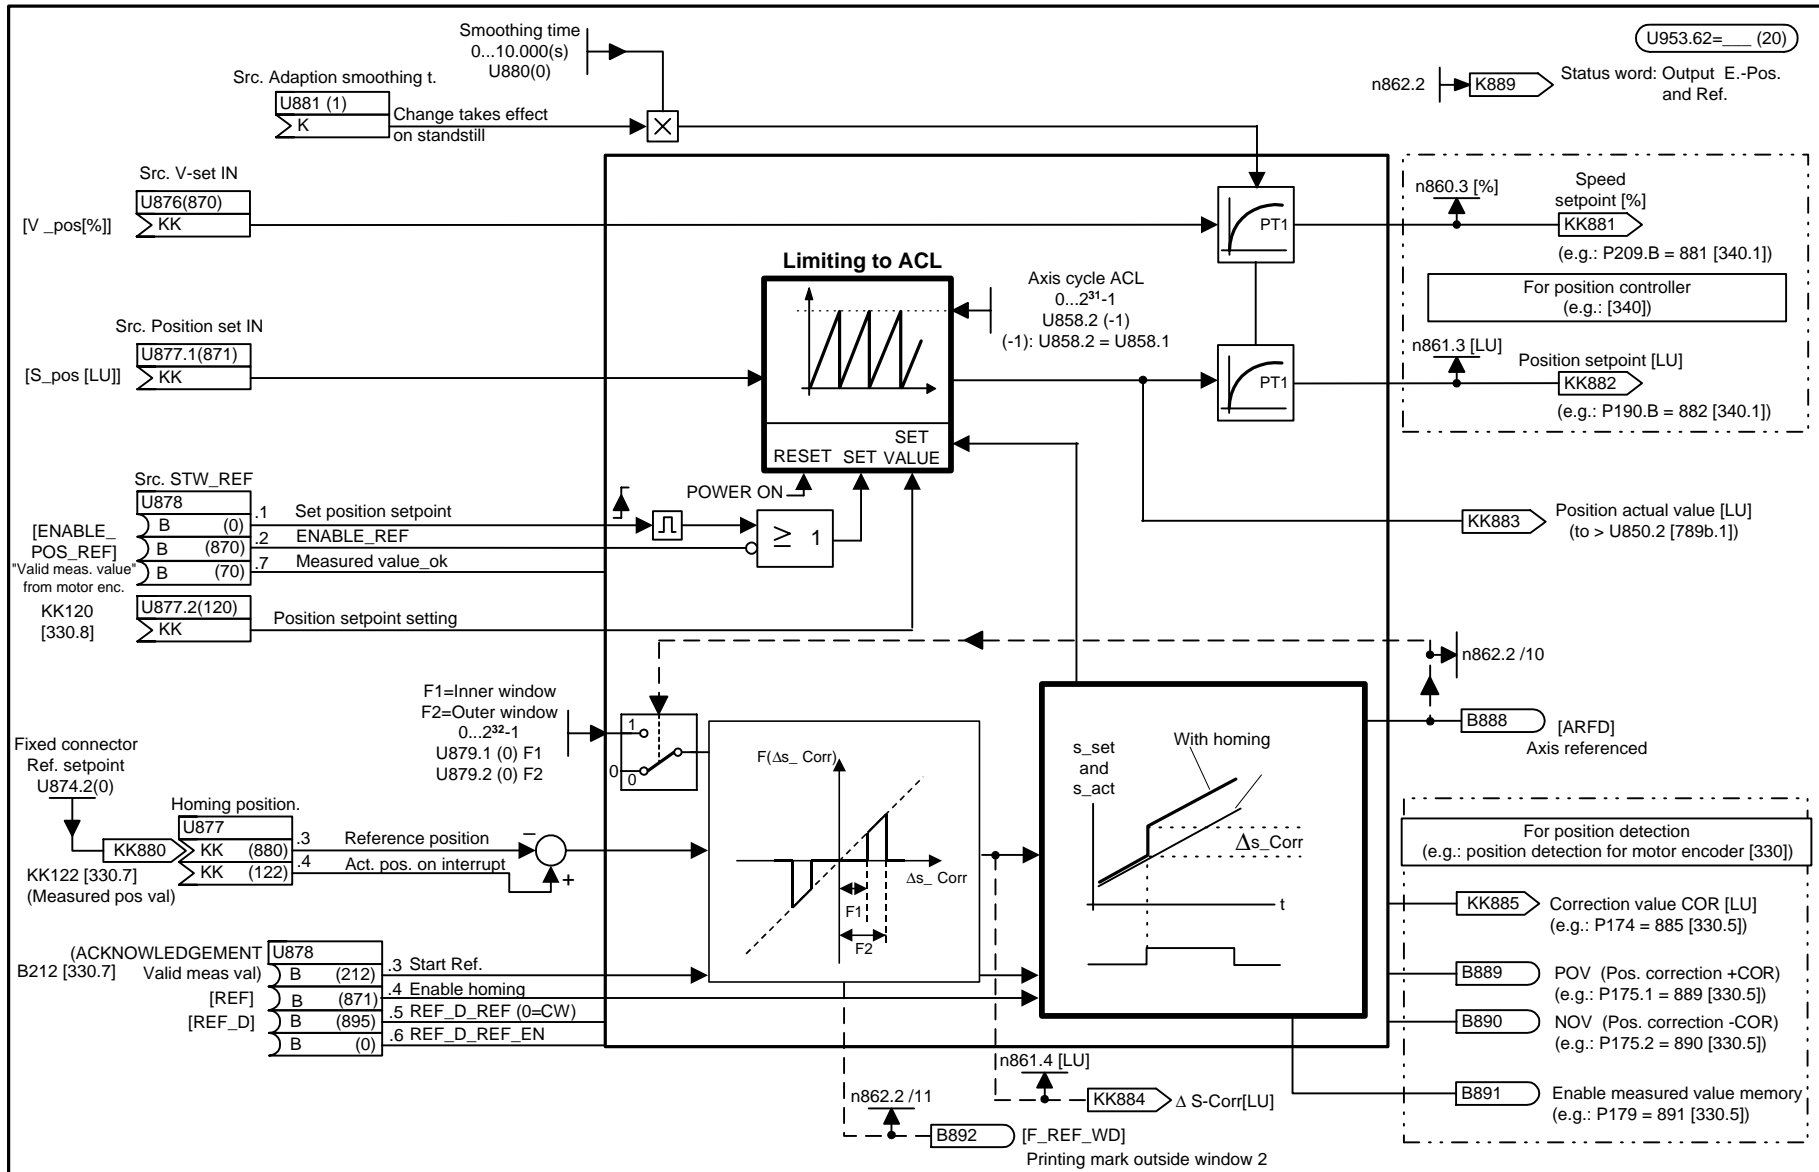 Smoothing time
0...10.000(s)
U880(0)
U953.62=___ (20)
n862.2
K889
Status word: Output E.-Pos.
and Ref.
Src. Adaption smoothing t.
U881 (1)
K
Change takes effect
on standstill
Src. V-set IN
U876(870)
KK
[V _pos[%]]
PT1
n860.3 [%]
Speed
setpoint [%]
KK881
(e.g.: P209.B = 881 [340.1])
For position controller
(e.g.: [340])
Limiting to ACL
Axis cycle ACL
0...2³¹-1
U858.2 (-1)
(-1): U858.2 = U858.1
Src. Position set IN
U877.1(871)
KK
[S_pos [LU]]
PT1
n861.3 [LU]
Position setpoint [LU]
KK882
(e.g.: P190.B = 882 [340.1])
RESET
SET
SET
VALUE
POWER ON
Src. STW_REF
U878
B (0)
B (870)
B (70)
[ENABLE_
POS_REF]
"Valid meas. value"
from motor enc.
.1 Set position setpoint
.2 ENABLE_REF
.7 Measured value_ok
≥ 1
KK883
Position actual value [LU]
(to > U850.2 [789b.1])
KK120
[330.8]
U877.2(120)
KK
Position setpoint setting
n862.2 /10
B888
[ARFD]
Axis referenced
F1=Inner window
F2=Outer window
0...2³²-1
U879.1 (0) F1
U879.2 (0) F2
1
0
0
F(Δs_ Corr)
Δs_ Corr
F1
F2
s_set
and
s_act
With homing
Δs_Corr
t
Fixed connector
Ref. setpoint
U874.2(0)
KK880
KK122 [330.7]
(Measured pos val)
Homing position.
U877
KK (880)
KK (122)
.3 Reference position
.4 Act. pos. on interrupt
−
+
For position detection
(e.g.: position detection for motor encoder [330])
KK885
Correction value COR [LU]
(e.g.: P174 = 885 [330.5])
B889
POV (Pos. correction +COR)
(e.g.: P175.1 = 889 [330.5])
B890
NOV (Pos. correction -COR)
(e.g.: P175.2 = 890 [330.5])
B891
Enable measured value memory
(e.g.: P179 = 891 [330.5])
(ACKNOWLEDGEMENT
B212 [330.7] Valid meas val)
[REF]
[REF_D]
U878
B (212)
B (871)
B (895)
B (0)
.3 Start Ref.
.4 Enable homing
.5 REF_D_REF (0=CW)
.6 REF_D_REF_EN
n861.4 [LU]
KK884
Δ S-Corr[LU]
n862.2 /11
B892
[F_REF_WD]
Printing mark outside window 2